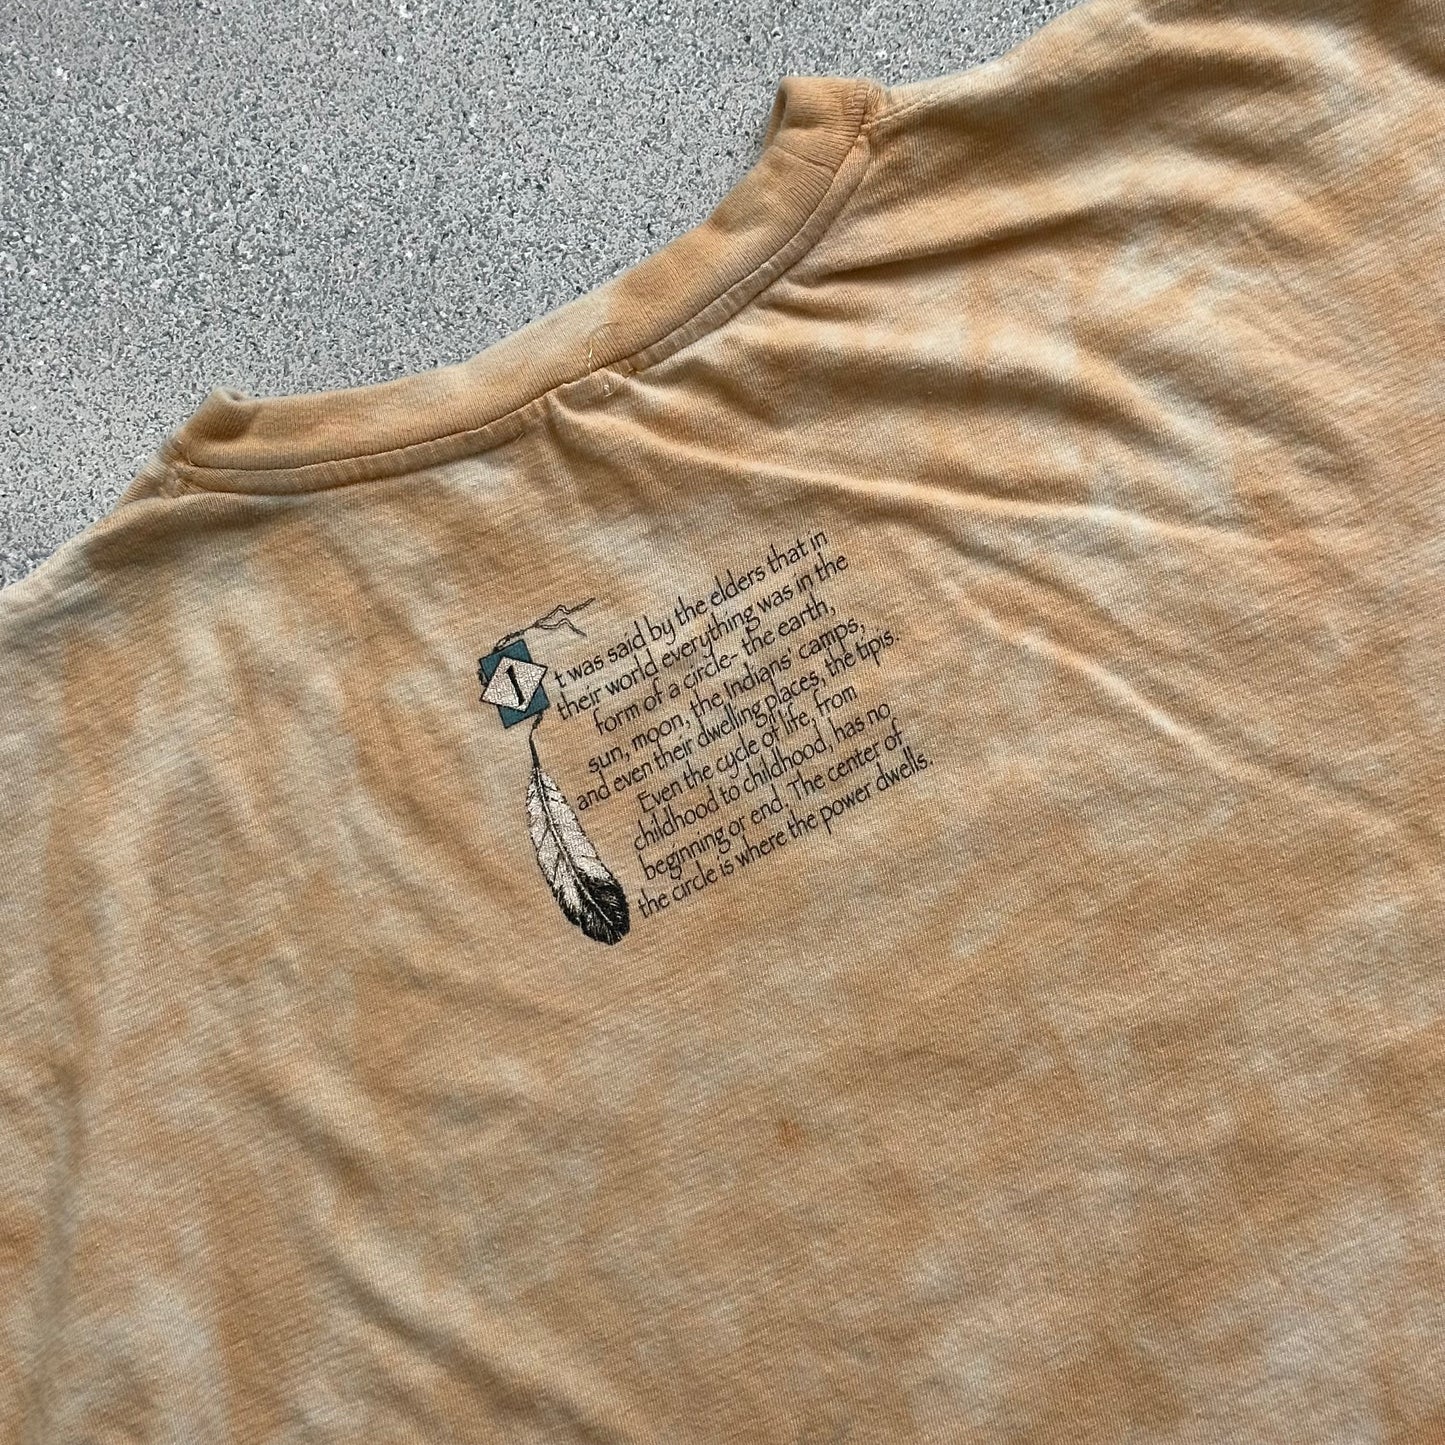 It was said by the elders that in
their world everything was in the
form of a circle- the earth,
sun, moon, the Indians' camps,
and even their dwelling places, the tipis.
Even the cycle of life, from
childhood to childhood, has no
beginning or end. The center of
the circle is where the power dwells.